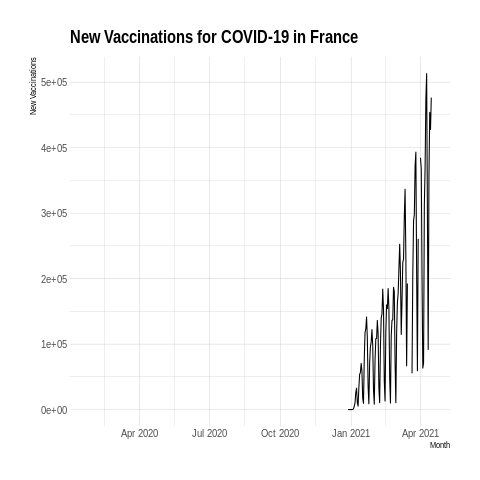 New Vaccinations for COVID-19 in France
New Vaccinations
5e+05
4e+05
3e+05
2e+05
1e+05
0e+00
Apr 2020 Jul 2020 Oct 2020 Jan 2021 Apr 2021
Month